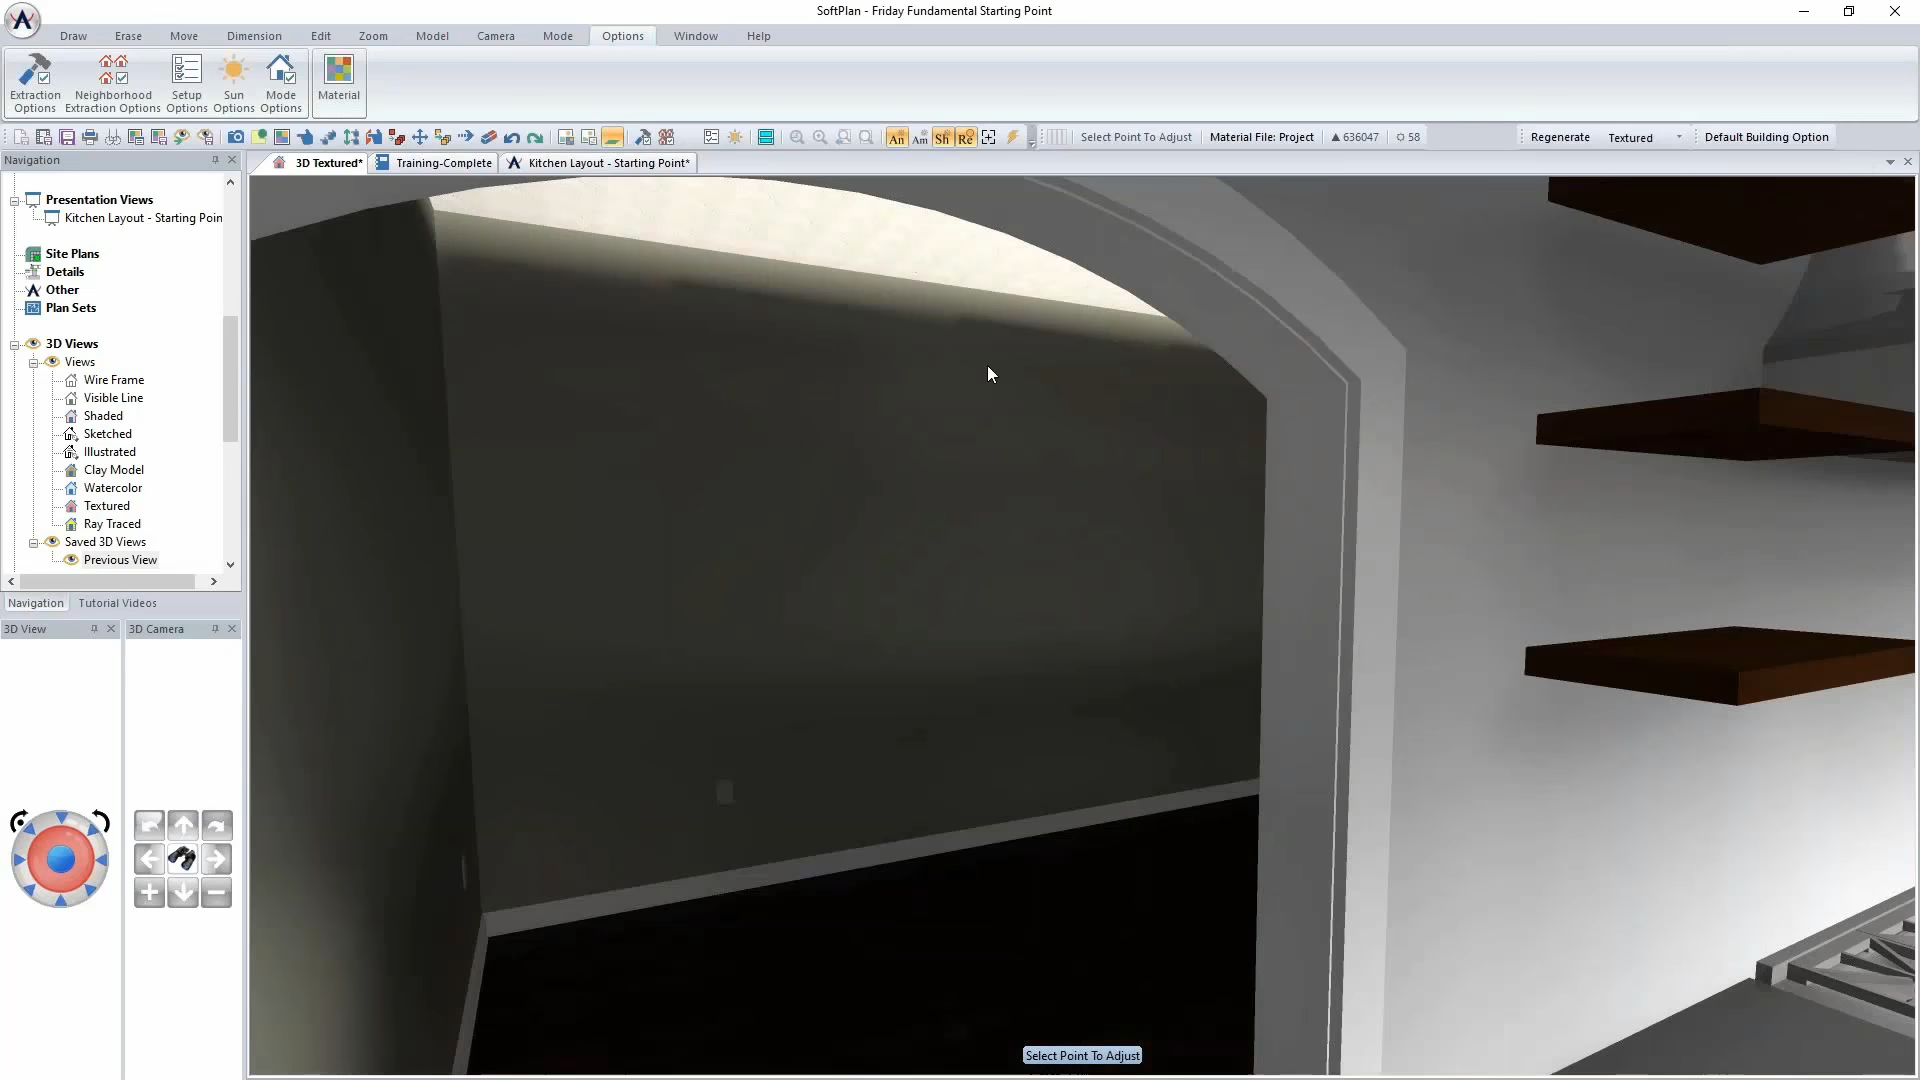 SoftPlan - Friday Fundamental Starting Point
Draw Erase Move Dimension Edit Zoom Model Camera Mode Options Window Help
Extraction Options
Neighborhood Extraction Options
Setup Options
Sun Options
Mode Options
Material
An Am Sh Re
Select Point To Adjust
Material File: Project
636047
58
Regenerate
Textured
Default Building Option
Navigation
3D Textured*
Training-Complete
Kitchen Layout - Starting Point*
Presentation Views
Kitchen Layout - Starting Poin
Site Plans
Details
Other
Plan Sets
3D Views
Views
Wire Frame
Visible Line
Shaded
Sketched
Illustrated
Clay Model
Watercolor
Textured
Ray Traced
Saved 3D Views
Previous View
Navigation
Tutorial Videos
3D View
3D Camera
Select Point To Adjust